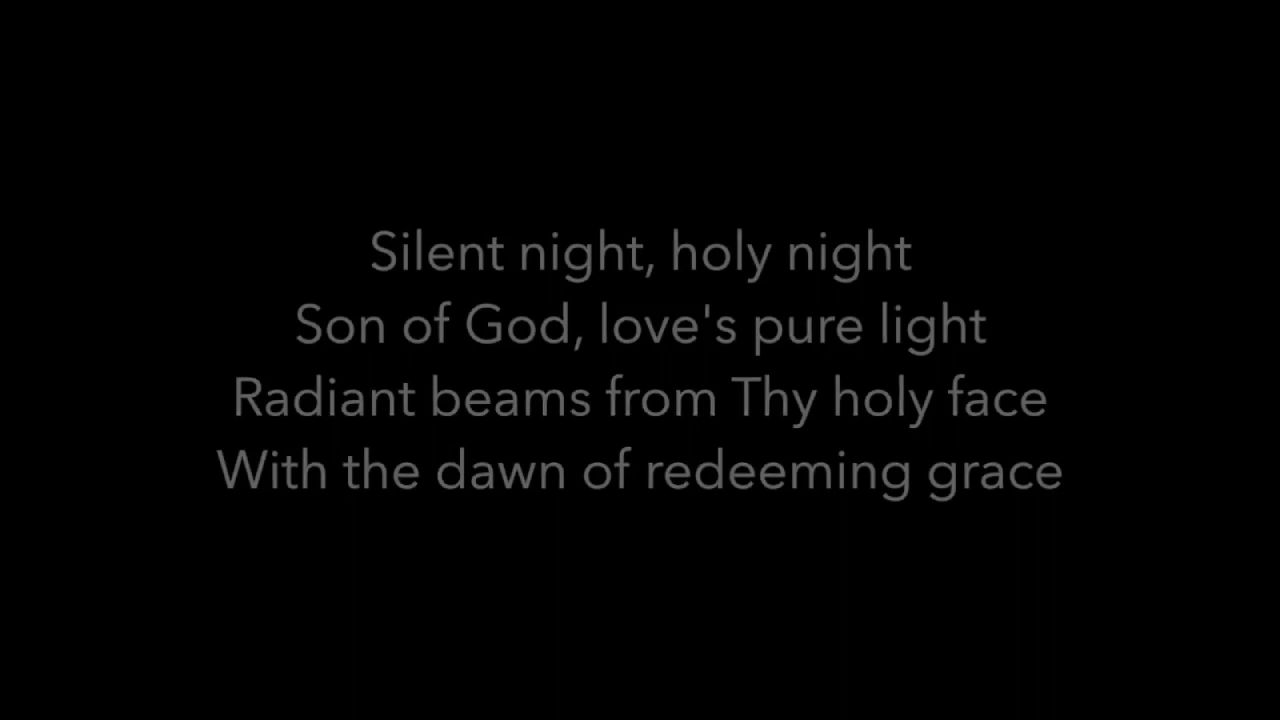 Silent night, holy night
Son of God, love's pure light
Radiant beams from Thy holy face
With the dawn of redeeming grace